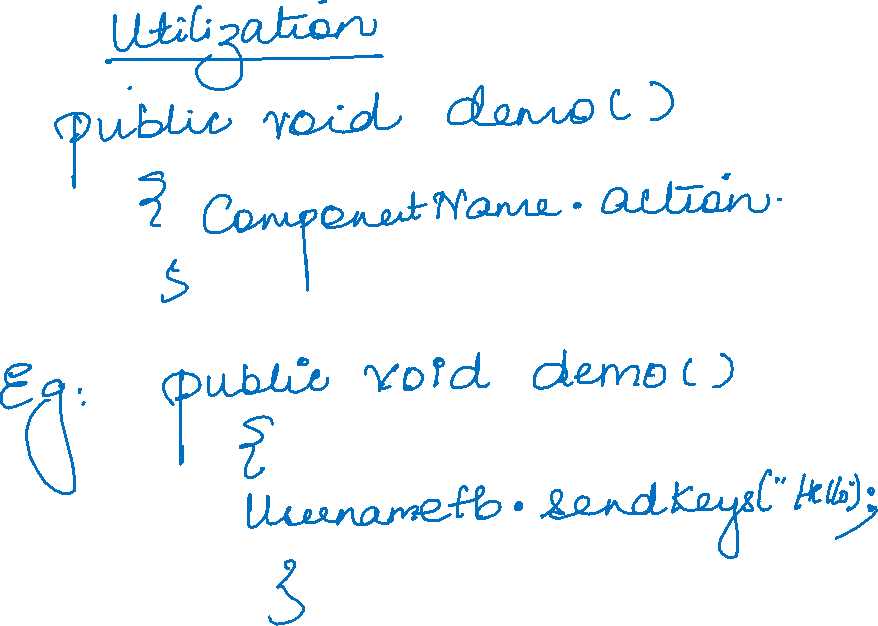 Utilization
public void demo()
{ ComponentName.action.
}
Eg: public void demo()
{
Usernametb.sendKeys("Hello");
}